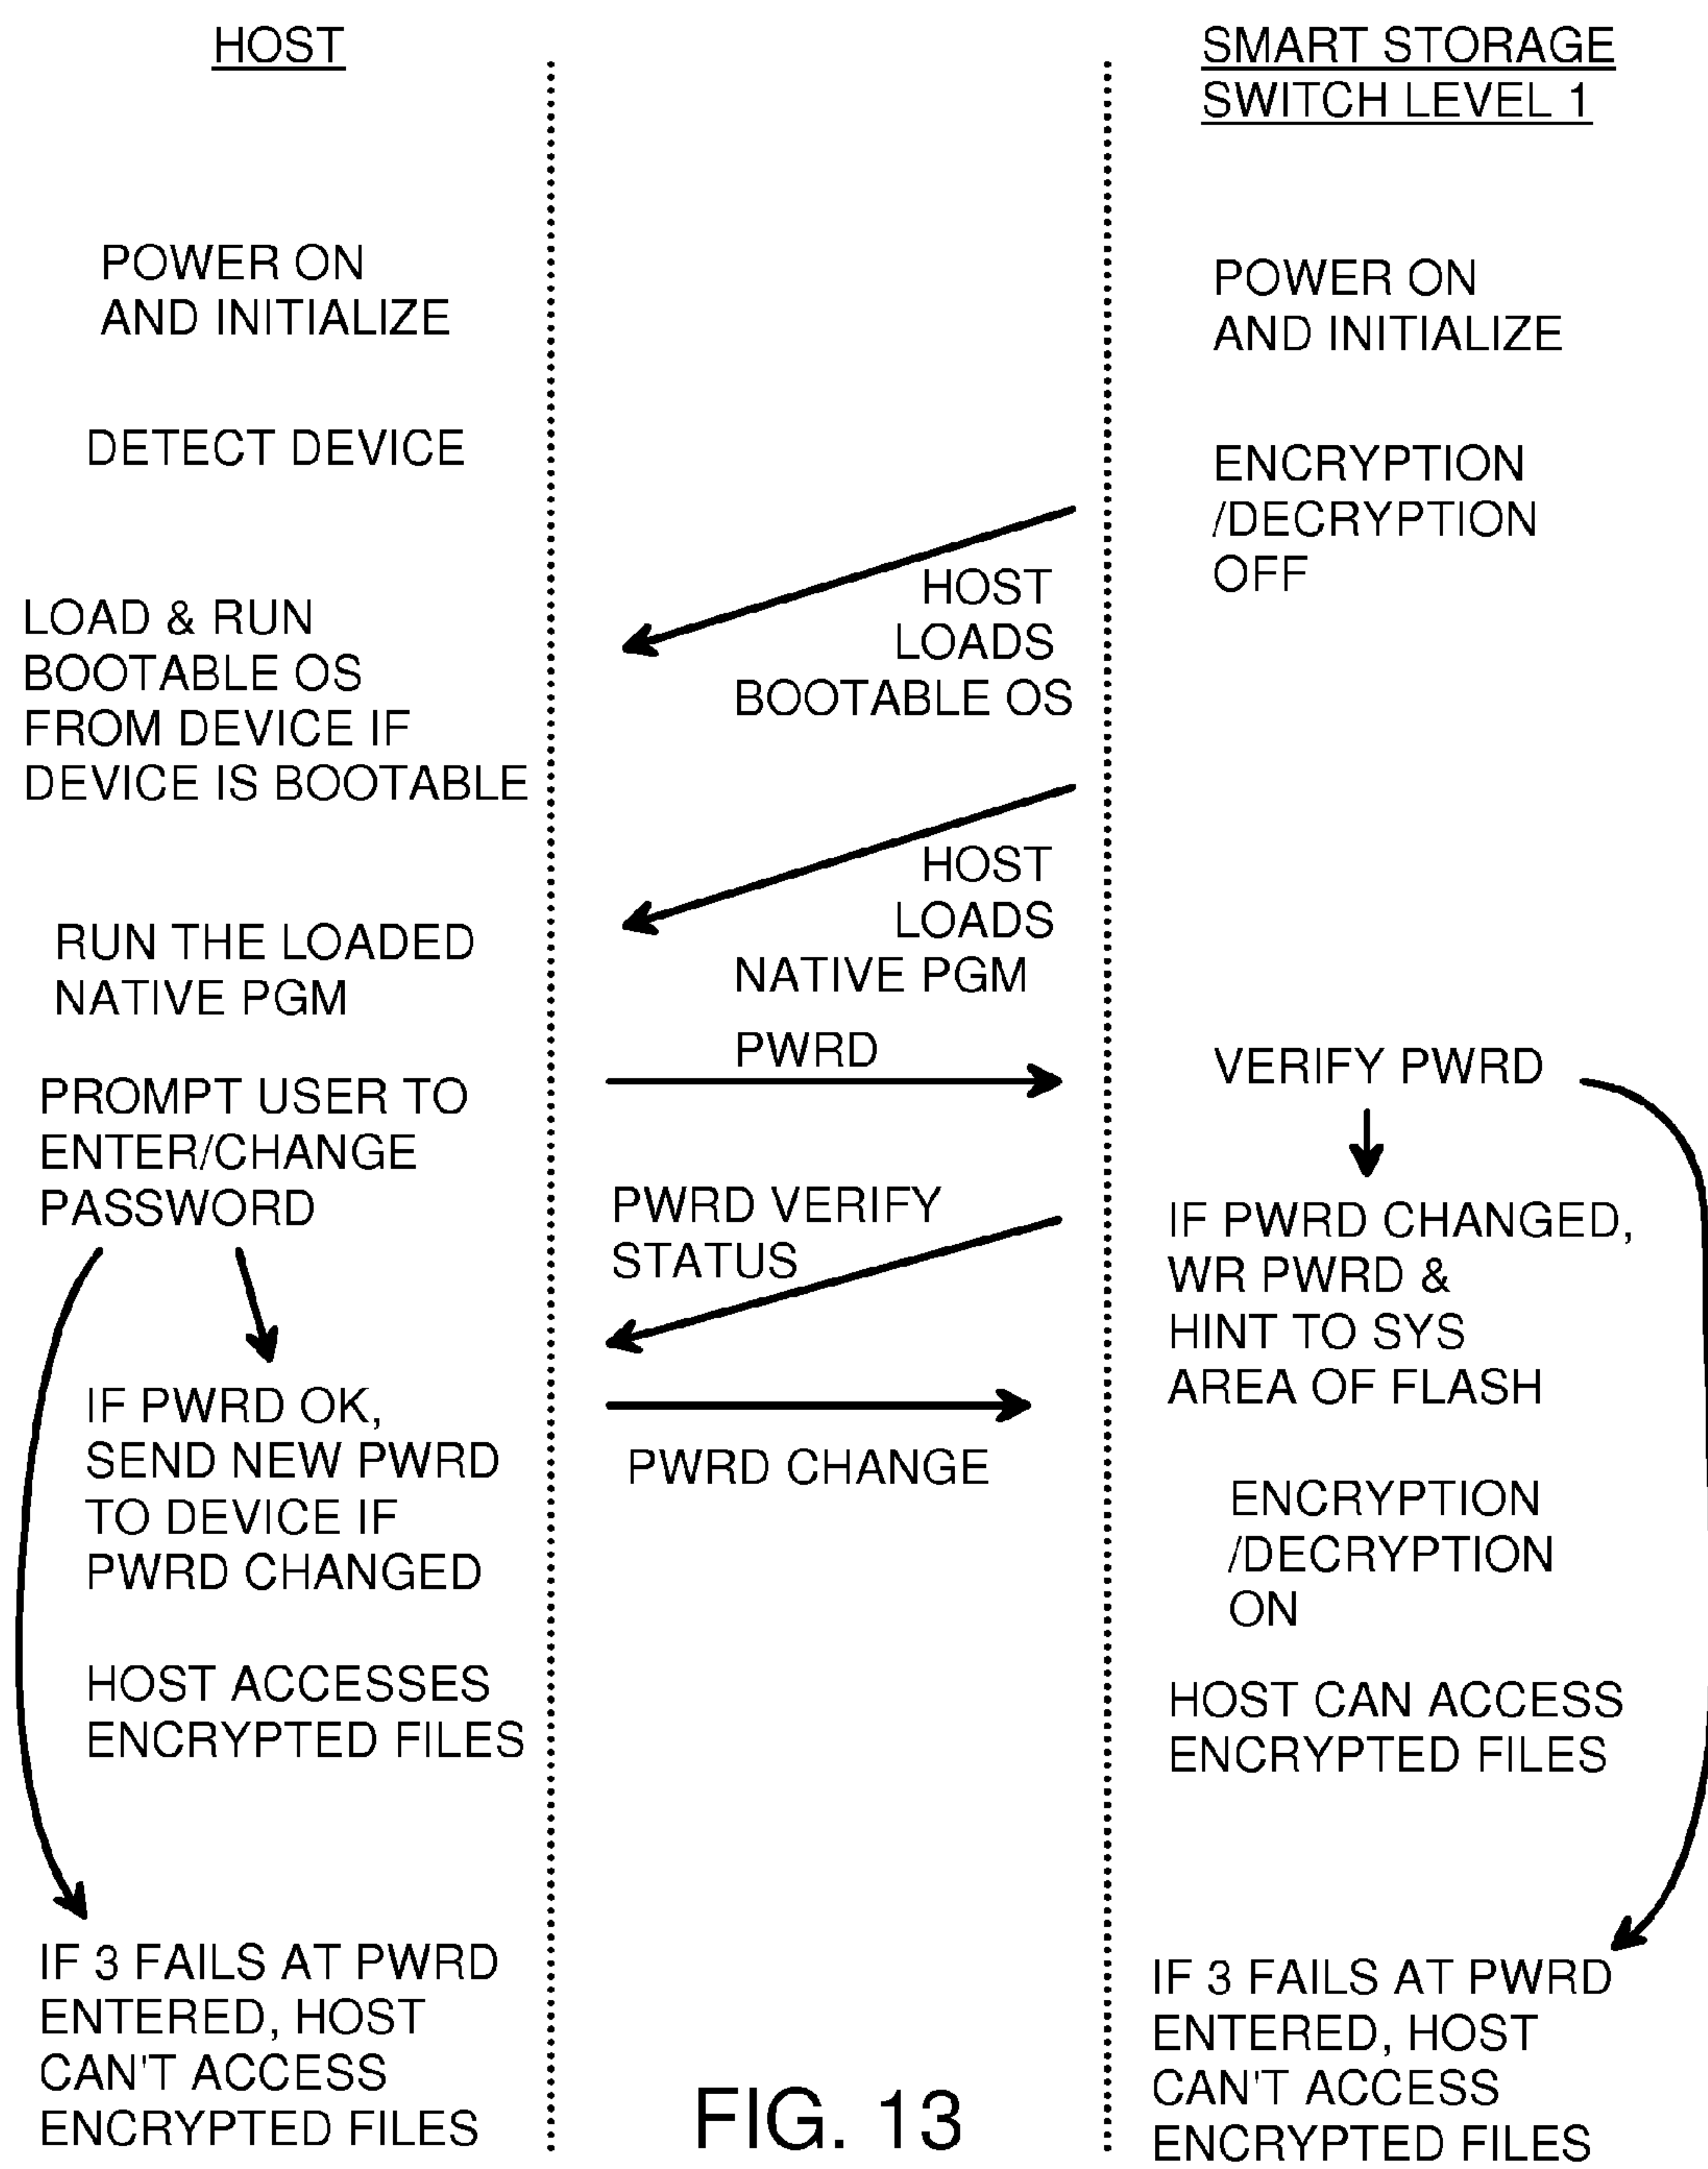 HOST
POWER ON
AND INITIALIZE
DETECT DEVICE
LOAD & RUN
BOOTABLE OS
FROM DEVICE IF
DEVICE IS BOOTABLE
RUN THE LOADED
NATIVE PGM
PROMPT USER TO
ENTER/CHANGE
PASSWORD
IF PWRD OK,
SEND NEW PWRD
TO DEVICE IF
PWRD CHANGED
HOST ACCESSES
ENCRYPTED FILES
IF 3 FAILS AT PWRD
ENTERED, HOST
CAN'T ACCESS
ENCRYPTED FILES
HOST
LOADS
BOOTABLE OS
HOST
LOADS
NATIVE PGM
PWRD
PWRD VERIFY
STATUS
PWRD CHANGE
SMART STORAGE
SWITCH LEVEL 1
POWER ON
AND INITIALIZE
ENCRYPTION
/DECRYPTION
OFF
VERIFY PWRD
IF PWRD CHANGED,
WR PWRD &
HINT TO SYS
AREA OF FLASH
ENCRYPTION
/DECRYPTION
ON
HOST CAN ACCESS
ENCRYPTED FILES
IF 3 FAILS AT PWRD
ENTERED, HOST
CAN'T ACCESS
ENCRYPTED FILES
FIG. 13